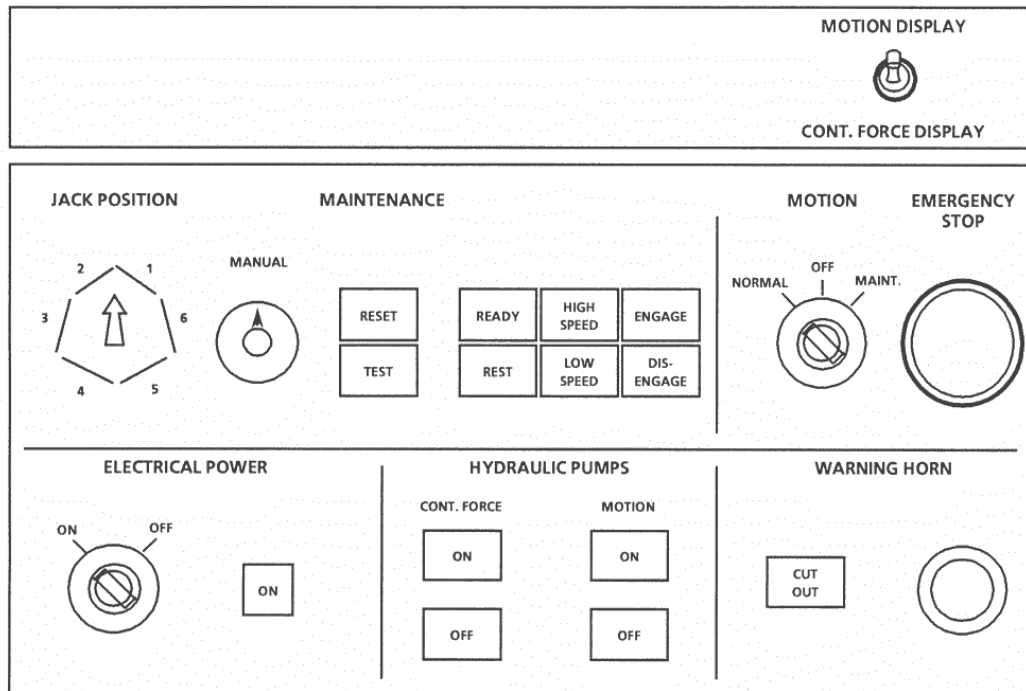 MOTION DISPLAY
CONT. FORCE DISPLAY
JACK POSITION
MAINTENANCE
MOTION
EMERGENCY
STOP
2
1
3
6
4
5
MANUAL
RESET
TEST
READY
HIGH
SPEED
ENGAGE
REST
LOW
SPEED
DIS-
ENGAGE
NORMAL
OFF
MAINT.
ELECTRICAL POWER
ON
OFF
ON
HYDRAULIC PUMPS
CONT. FORCE
MOTION
ON
ON
OFF
OFF
WARNING HORN
CUT
OUT